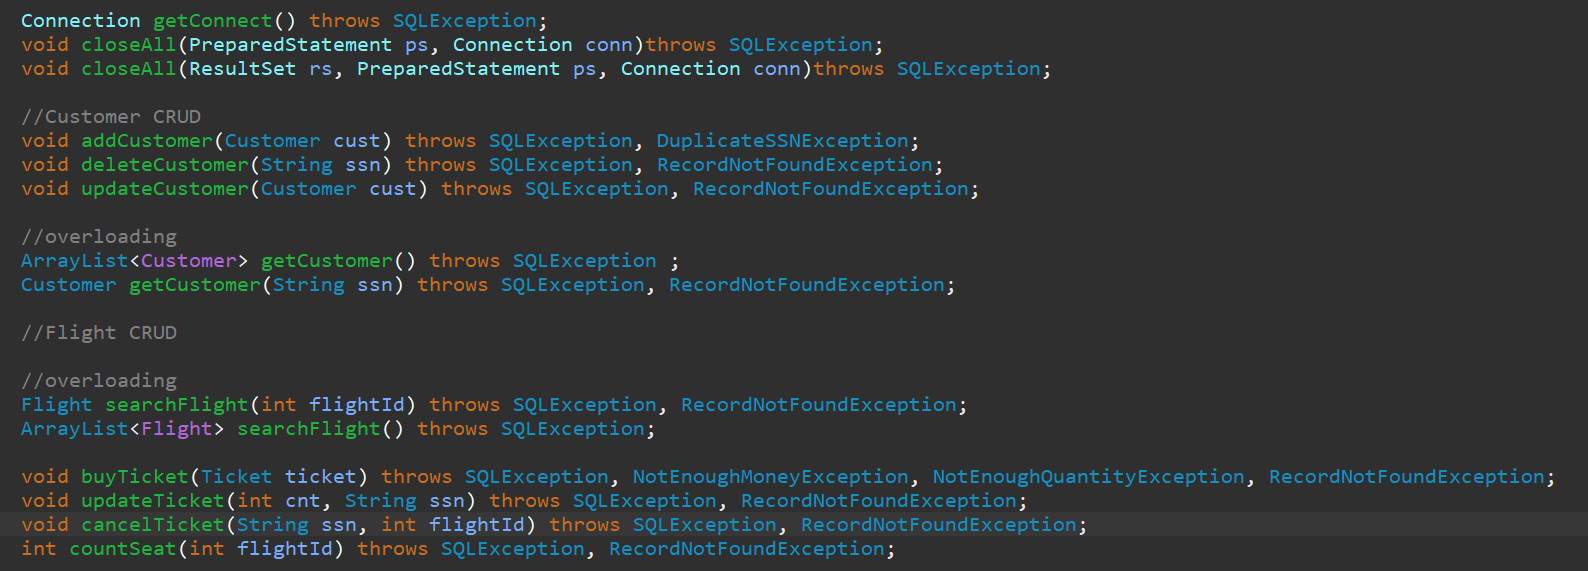 Connection getConnect() throws SQLException;
void closeAll(PreparedStatement ps, Connection conn)throws SQLException;
void closeAll(ResultSet rs, PreparedStatement ps, Connection conn)throws SQLException;
//Customer CRUD
void addCustomer(Customer cust) throws SQLException, DuplicateSSNException;
void deleteCustomer(String ssn) throws SQLException, RecordNotFoundException;
void updateCustomer(Customer cust) throws SQLException, RecordNotFoundException;
//overloading
ArrayList<Customer> getCustomer() throws SQLException ;
Customer getCustomer(String ssn) throws SQLException, RecordNotFoundException;
//Flight CRUD
//overloading
Flight searchFlight(int flightId) throws SQLException, RecordNotFoundException;
ArrayList<Flight> searchFlight() throws SQLException;
void buyTicket(Ticket ticket) throws SQLException, NotEnoughMoneyException, NotEnoughQuantityException, RecordNotFoundException;
void updateTicket(int cnt, String ssn) throws SQLException, RecordNotFoundException;
void cancelTicket(String ssn, int flightId) throws SQLException, RecordNotFoundException;
int countSeat(int flightId) throws SQLException, RecordNotFoundException;